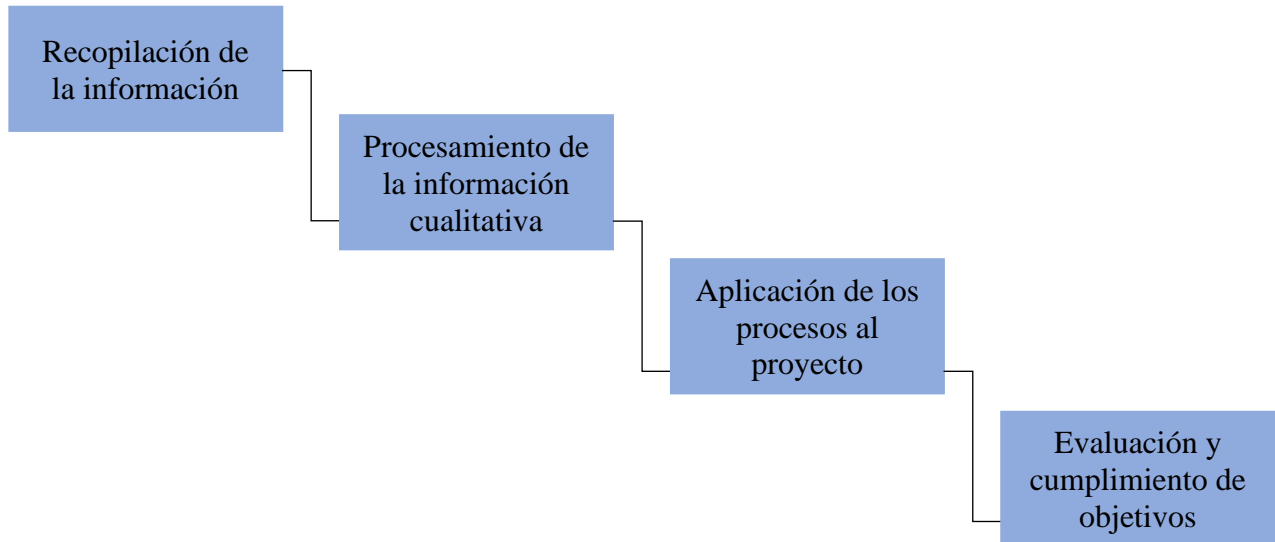 Recopilación de
la información
Procesamiento de
la información
cualitativa
Aplicación de los
procesos al
proyecto
Evaluación y
cumplimiento de
objetivos